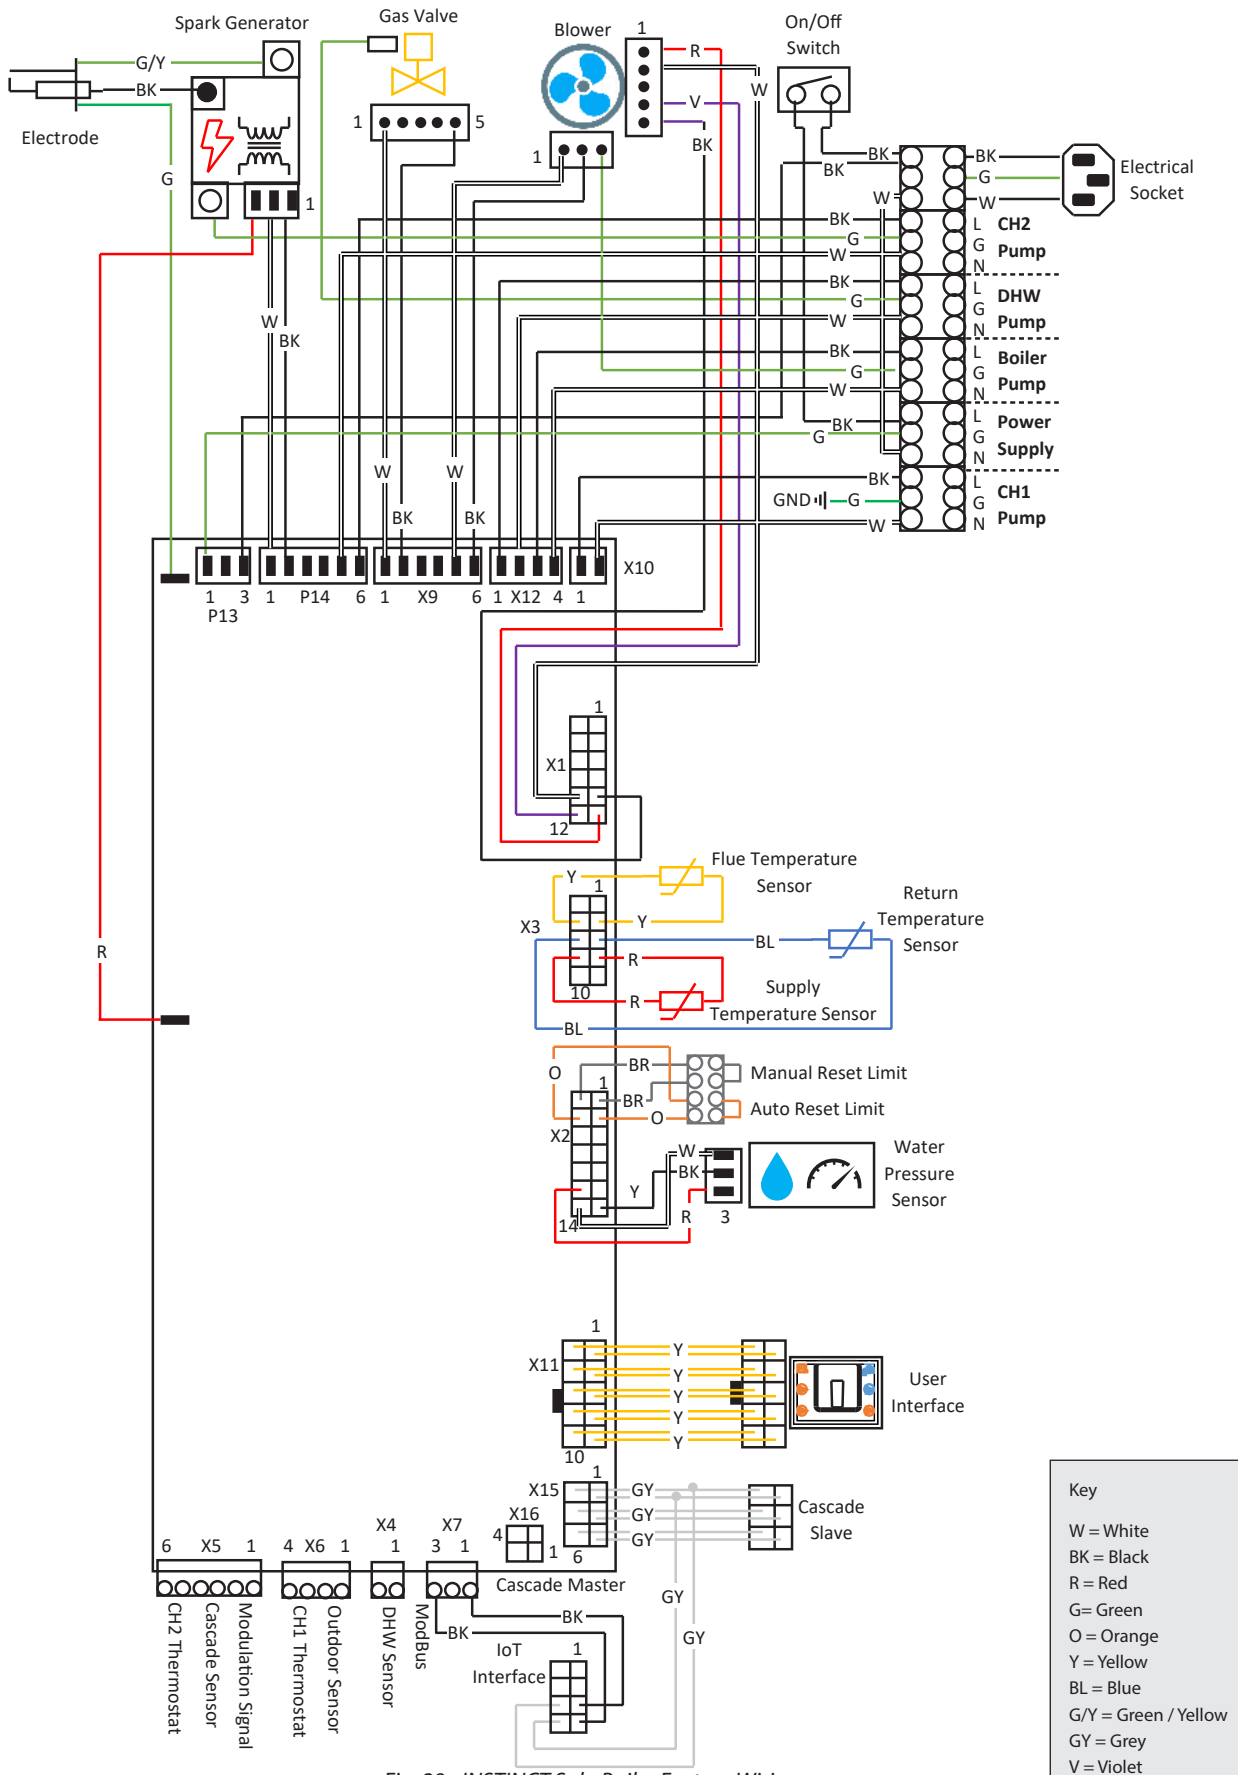 Spark Generator
Gas Valve
Blower
1
On/Off
Switch
G/Y
BK
Electrode
G
1
1
5
1
R
W
V
BK
BK
BK
W
BK
G
W
Electrical
Socket
BK
G
W
L
G
N
CH2
Pump
BK
G
W
L
G
N
DHW
Pump
BK
G
W
L
G
N
Boiler
Pump
BK
G
L
G
N
Power
Supply
BK
GND
G
W
L
G
N
CH1
Pump
W
BK
W
W
BK
BK
1
3
P13
1
P14
6
1
X9
6
1
X12
4
1
X10
1
X1
12
R
Flue Temperature
Sensor
Y
Y
1
X3
10
Return
Temperature
Sensor
BL
R
R
Supply
Temperature Sensor
BL
O
BR
BR
O
1
X2
14
Manual Reset Limit
Auto Reset Limit
W
BK
Y
R
3
Water
Pressure
Sensor
1
X11
10
Y
Y
Y
Y
Y
User
Interface
1
X15
6
GY
GY
GY
Cascade
Slave
X16
4
1
Cascade Master
6
X5
1
4
X6
1
X4
1
X7
3
1
CH2 Thermostat
Cascade Sensor
Modulation Signal
CH1 Thermostat
Outdoor Sensor
DHW Sensor
ModBus
BK
BK
IoT
Interface
1
GY
GY
Key
W = White
BK = Black
R = Red
G= Green
O = Orange
Y = Yellow
BL = Blue
G/Y = Green / Yellow
GY = Grey
V = Violet